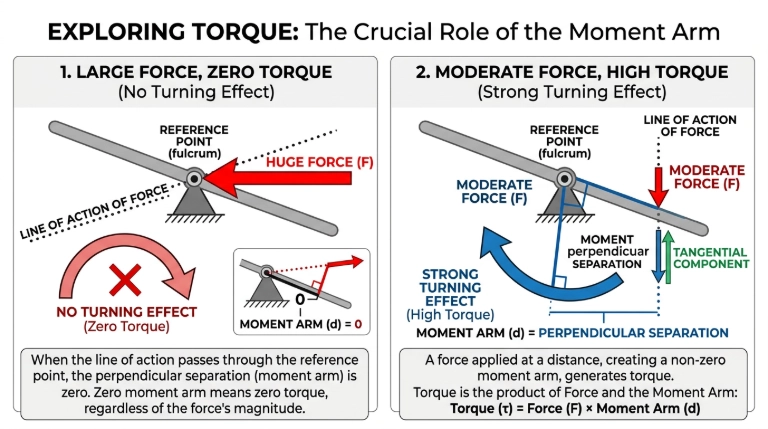 EXPLORING TORQUE: The Crucial Role of the Moment Arm
1. LARGE FORCE, ZERO TORQUE
(No Turning Effect)
REFERENCE
POINT
(fulcrum)
HUGE FORCE (F)
LINE OF ACTION OF FORCE
NO TURNING EFFECT
(Zero Torque)
0
MOMENT ARM (d) = 0
When the line of action passes through the reference
point, the perpendicular separation (moment arm) is
zero. Zero moment arm means zero torque,
regardless of the force's magnitude.
2. MODERATE FORCE, HIGH TORQUE
(Strong Turning Effect)
REFERENCE
POINT
(fulcrum)
LINE OF ACTION
OF FORCE
MODERATE
FORCE (F)
MODERATE
FORCE (F)
MOMENT
perpendicuar
SEPARATION
TANGENTIAL
COMPONENT
STRONG
TURNING
EFFECT
(High Torque)
MOMENT ARM (d) = PERPENDICULAR SEPARATION
A force applied at a distance, creating a non-zero
moment arm, generates torque.
Torque is the product of Force and the Moment Arm:
Torque (τ) = Force (F) × Moment Arm (d)